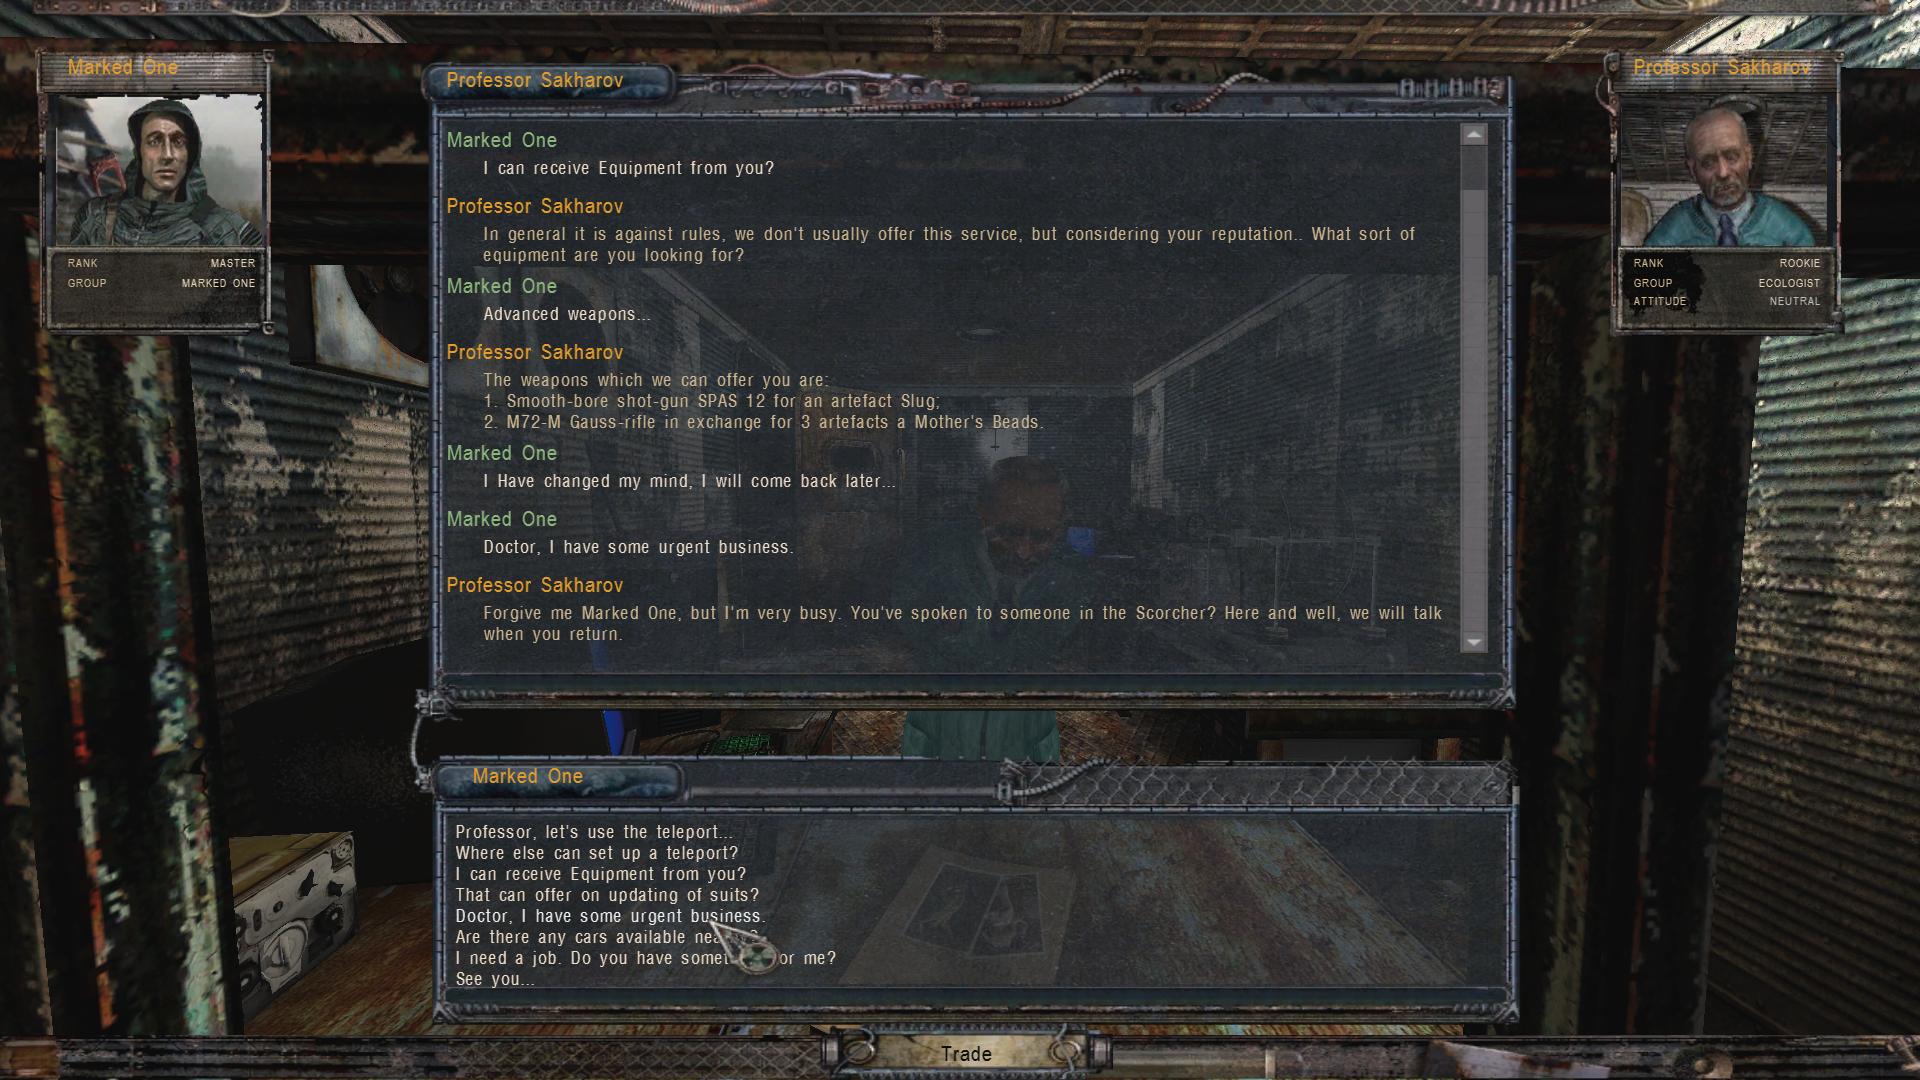 Marked One
RANK MASTER
GROUP MARKED ONE
Professor Sakharov
Marked One
I can receive Equipment from you?
Professor Sakharov
In general it is against rules, we don't usually offer this service, but considering your reputation.. What sort of
equipment are you looking for?
Marked One
Advanced weapons...
Professor Sakharov
The weapons which we can offer you are:
1. Smooth-bore shot-gun SPAS 12 for an artefact Slug;
2. M72-M Gauss-rifle in exchange for 3 artefacts a Mother's Beads.
Marked One
I Have changed my mind, I will come back later...
Marked One
Doctor, I have some urgent business.
Professor Sakharov
Forgive me Marked One, but I'm very busy. You've spoken to someone in the Scorcher? Here and well, we will talk
when you return.
Professor Sakharov
RANK ROOKIE
GROUP ECOLOGIST
ATTITUDE NEUTRAL
Marked One
Professor, let's use the teleport...
Where else can set up a teleport?
I can receive Equipment from you?
That can offer on updating of suits?
Doctor, I have some urgent business.
Are there any cars available
I need a job. Do you have me?
See you...
Trade